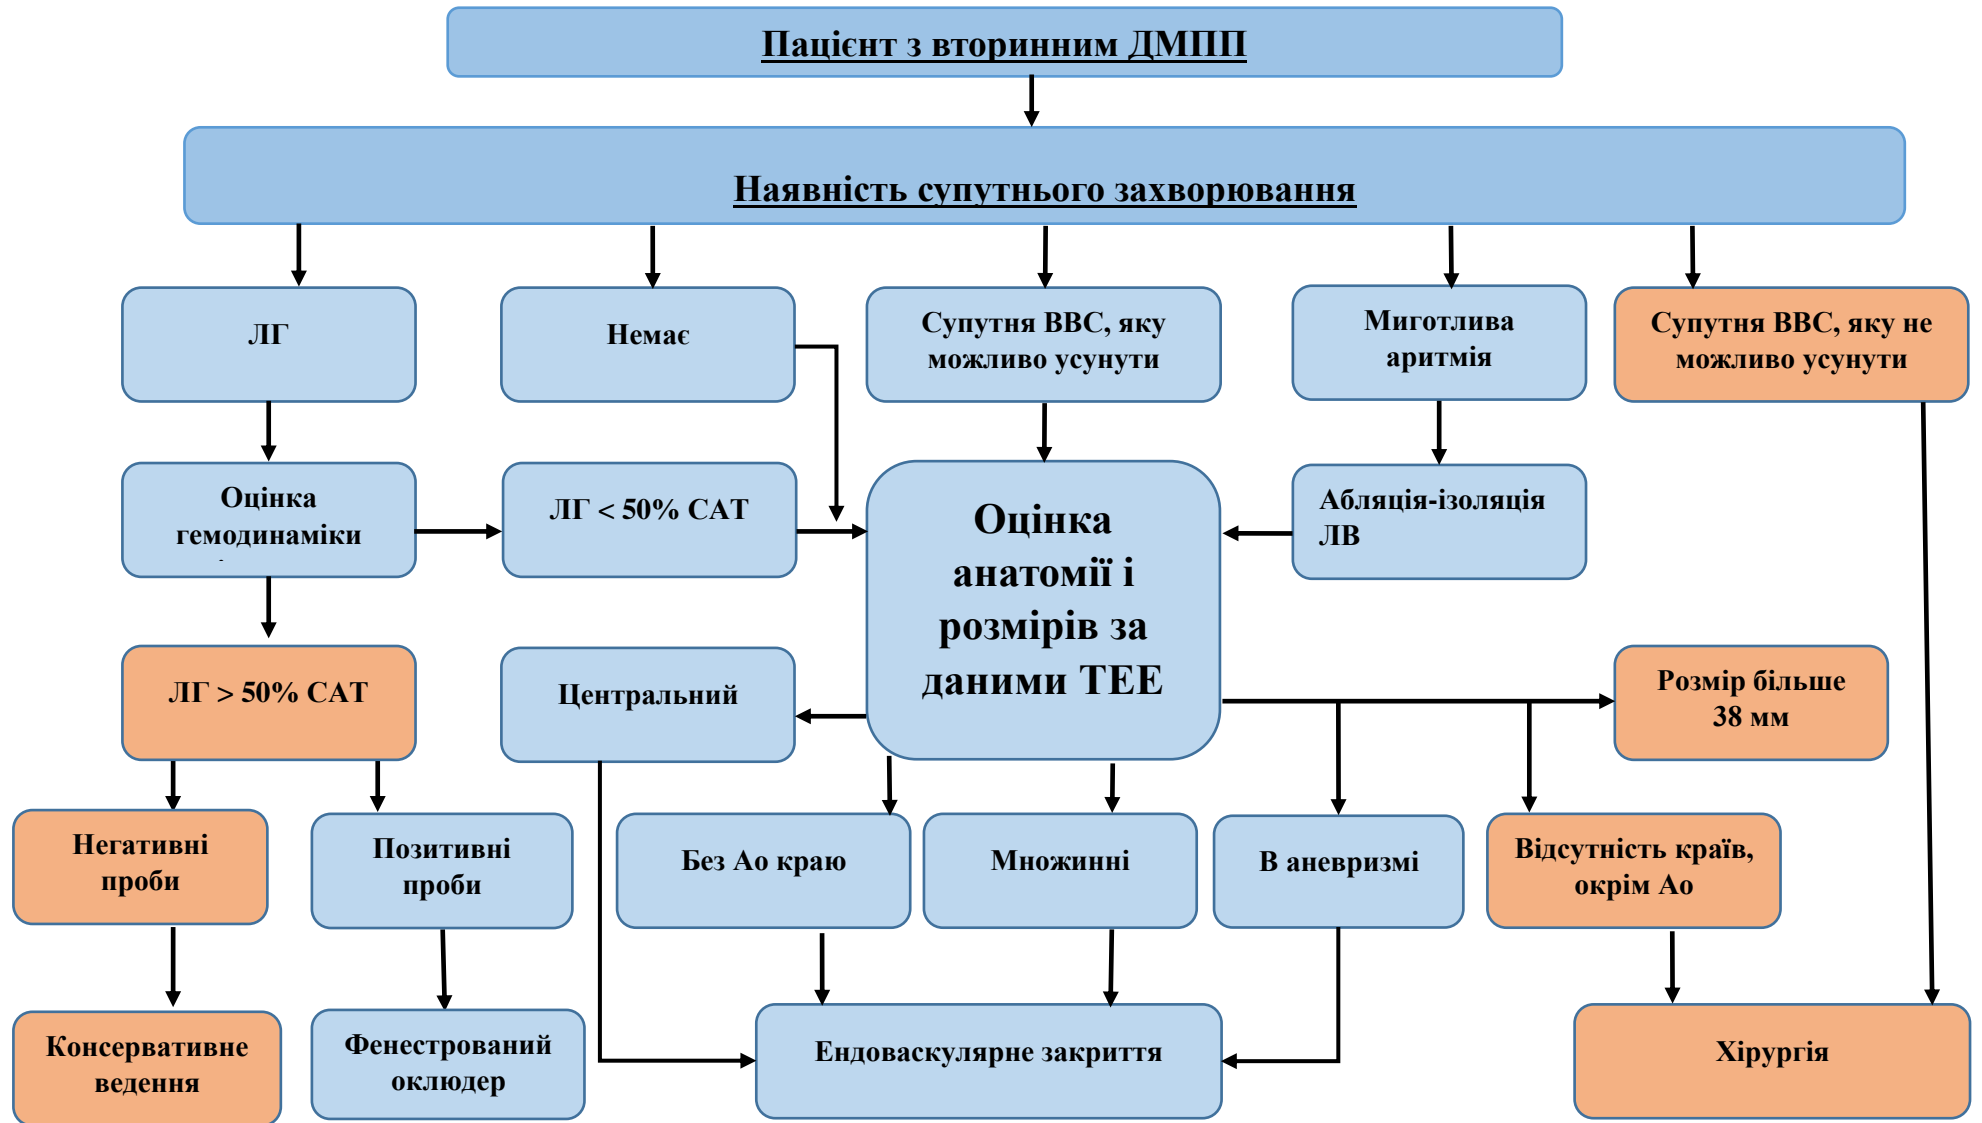 Пацієнт з вторинним ДМПП
Наявність супутнього захворювання
ЛГ
Немає
Супутня ВВС, яку
можливо усунути
Миготлива
аритмія
Супутня ВВС, яку не
можливо усунути
Оцінка
гемодинаміки
ЛГ < 50% САТ
Оцінка
анатомії і
розмірів за
даними ТЕЕ
Абляція-ізоляція
ЛВ
ЛГ > 50% САТ
Центральний
Розмір більше
38 мм
Негативні
проби
Позитивні
проби
Без Ао краю
Множинні
В аневризмі
Відсутність країв,
окрім Ао
Консервативне
ведення
Фенестрований
оклюдер
Ендоваскулярне закриття
Хірургія